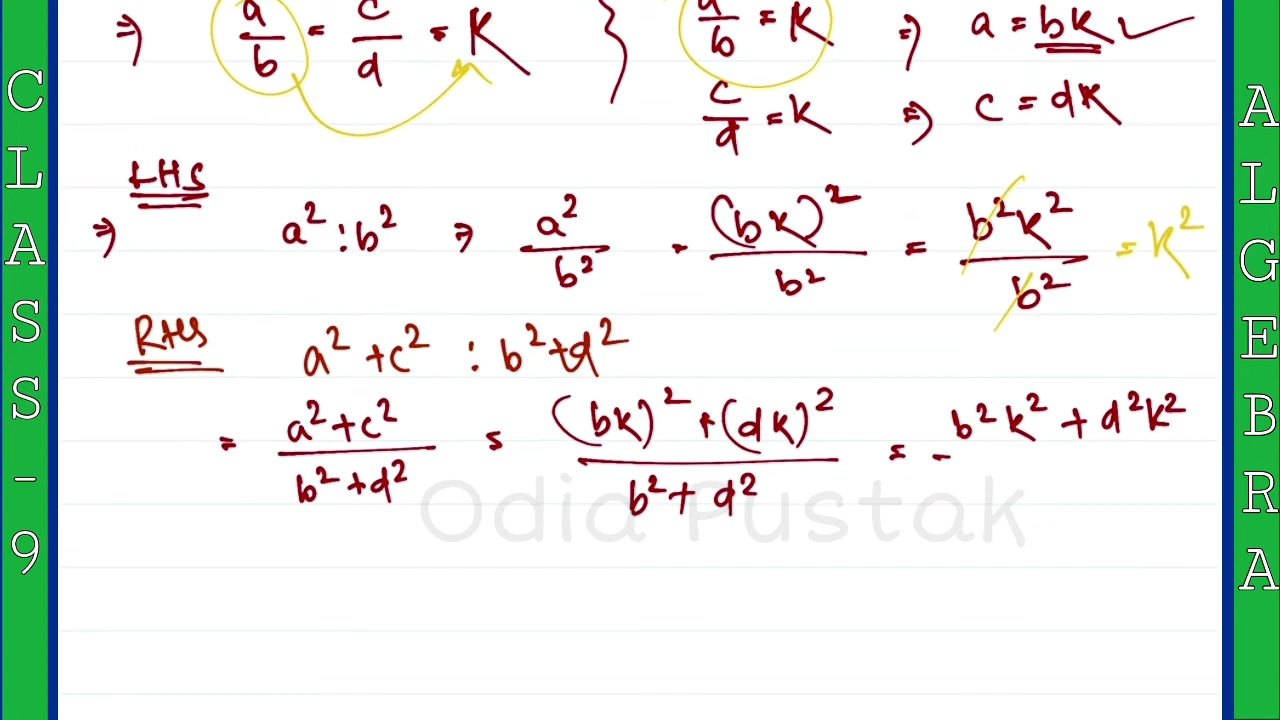 CLASS-9
⇒ a/b = c/d = K } a/b = K ⇒ a = bk ✓
c/d = K ⇒ c = dK
LHS
⇒ a² : b² ⇒ a²/b² = (bk)²/b² = b²k²/b² = k²
RHS a² + c² : b² + d²
= (a² + c²)/(b² + d²) = ((bk)² + (dk)²)/(b² + d²) = b²k² + d²k²
Odia Pustak
ALGEBRA